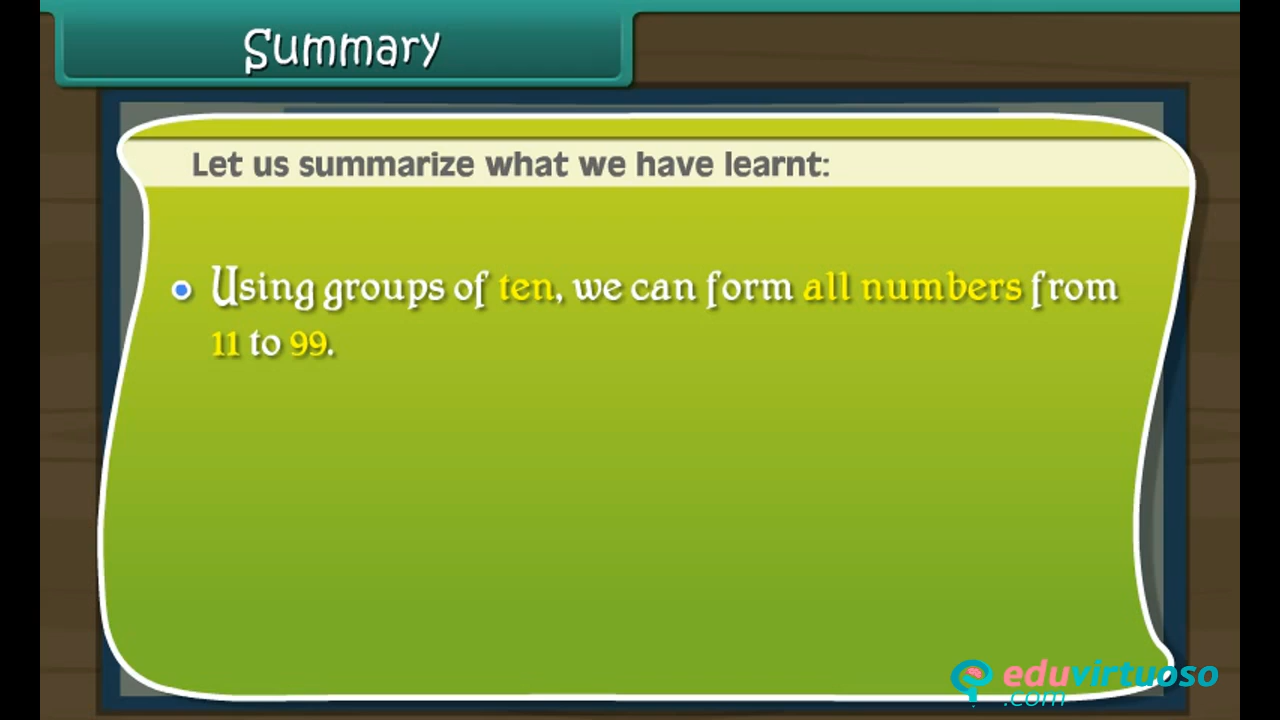 Summary
Let us summarize what we have learnt:
Using groups of ten, we can form all numbers from
11 to 99.
eduvirtuoso
.com